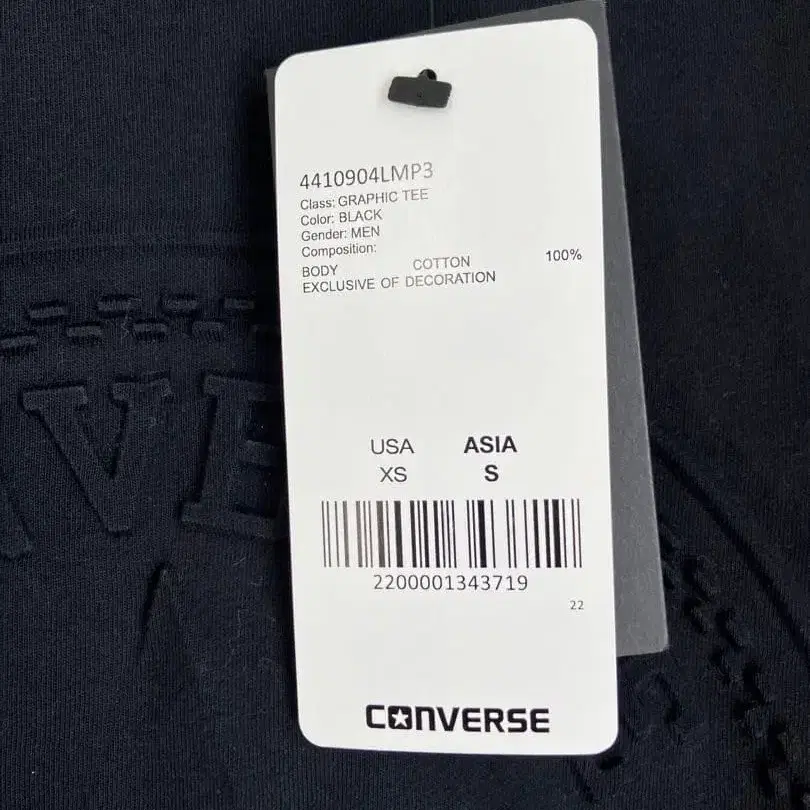 4410904LMP3
Class: GRAPHIC TEE
Color: BLACK
Gender: MEN
Composition:
BODY COTTON 100%
EXCLUSIVE OF DECORATION
VE
USA ASIA
XS S
2200001343719
22
CONVERSE